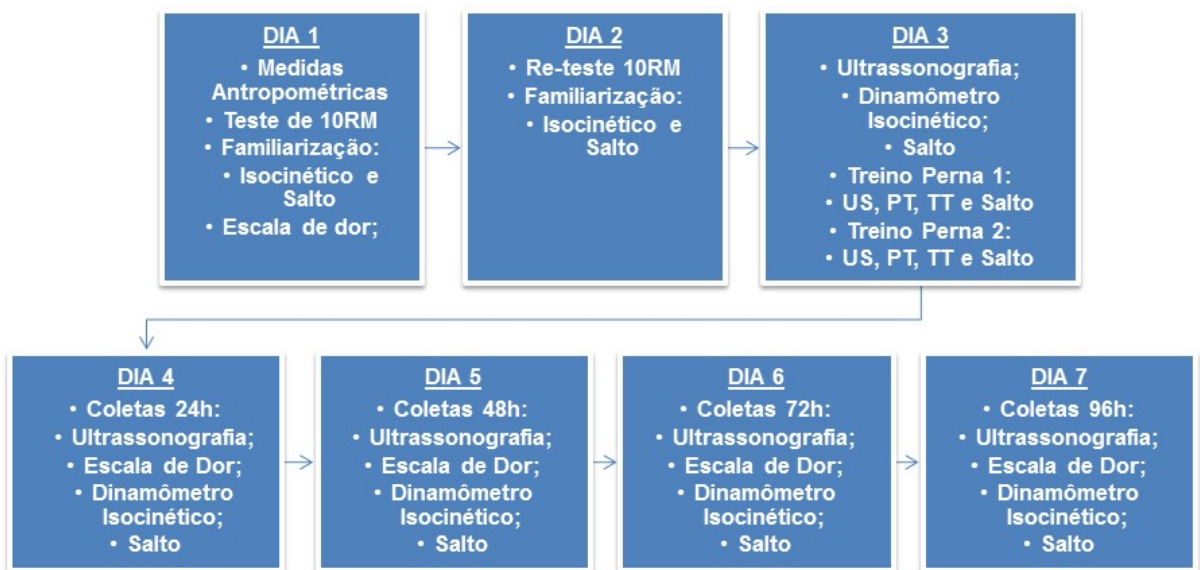 DIA 1
• Medidas
Antropométricas
• Teste de 10RM
• Familiarização:
• Isocinético e
Salto
• Escala de dor;
DIA 2
• Re-teste 10RM
• Familiarização:
• Isocinético e
Salto
DIA 3
• Ultrassonografia;
• Dinamômetro
Isocinético;
• Salto
• Treino Perna 1:
• US, PT, TT e Salto
• Treino Perna 2:
• US, PT, TT e Salto
DIA 4
• Coletas 24h:
• Ultrassonografia;
• Escala de Dor;
• Dinamômetro
Isocinético;
• Salto
DIA 5
• Coletas 48h:
• Ultrassonografia;
• Escala de Dor;
• Dinamômetro
Isocinético;
• Salto
DIA 6
• Coletas 72h:
• Ultrassonografia;
• Escala de Dor;
• Dinamômetro
Isocinético;
• Salto
DIA 7
• Coletas 96h:
• Ultrassonografia;
• Escala de Dor;
• Dinamômetro
Isocinético;
• Salto